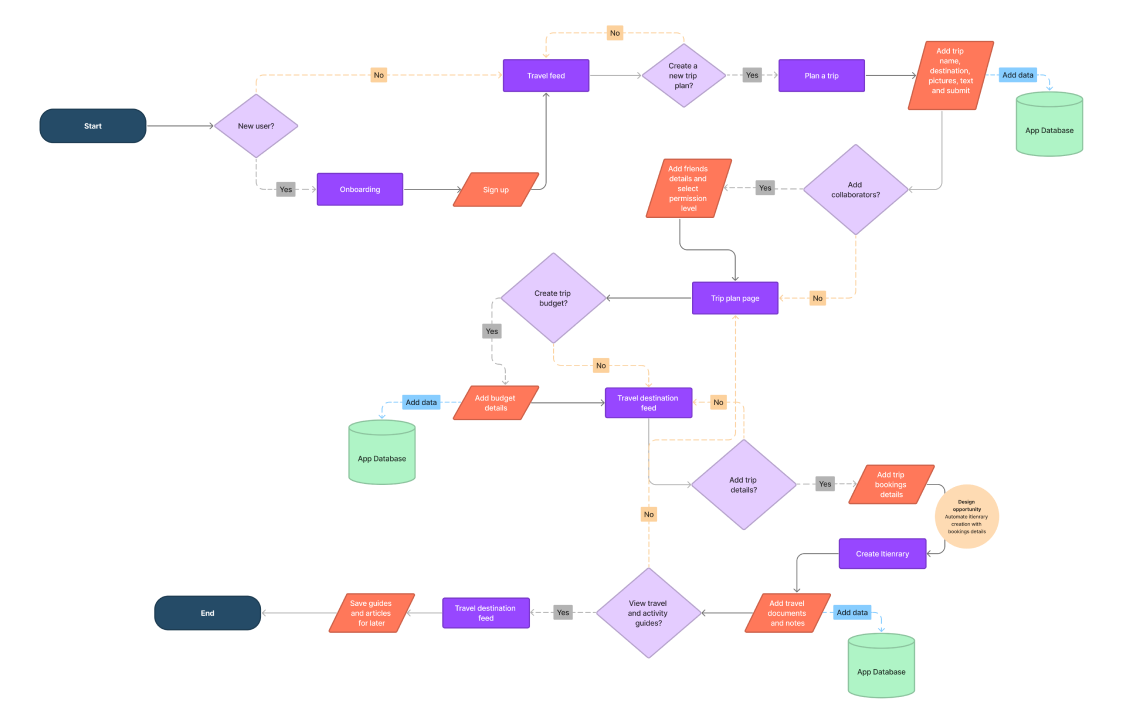 No
Create a
new trip
plan?
Travel feed
Yes
Plan a trip
Add trip
name,
destination,
pictures, text
and submit
Add data
App Database
No
Start
New user?
Yes
Onboarding
Sign up
Add friends
details and
select
permission
level
Yes
Add
collaborators?
No
Trip plan page
Create trip
budget?
Yes
No
Add data
Add budget
details
Travel destination
feed
No
App Database
Add trip
details?
Yes
Add trip
bookings
details
Design
opportunity
Automate Itienrary
creation with
bookings details
No
Create Itienrary
End
Save guides
and articles
for later
Travel destination
feed
Yes
View travel
and activity
guides?
Add travel
documents
and notes
Add data
App Database